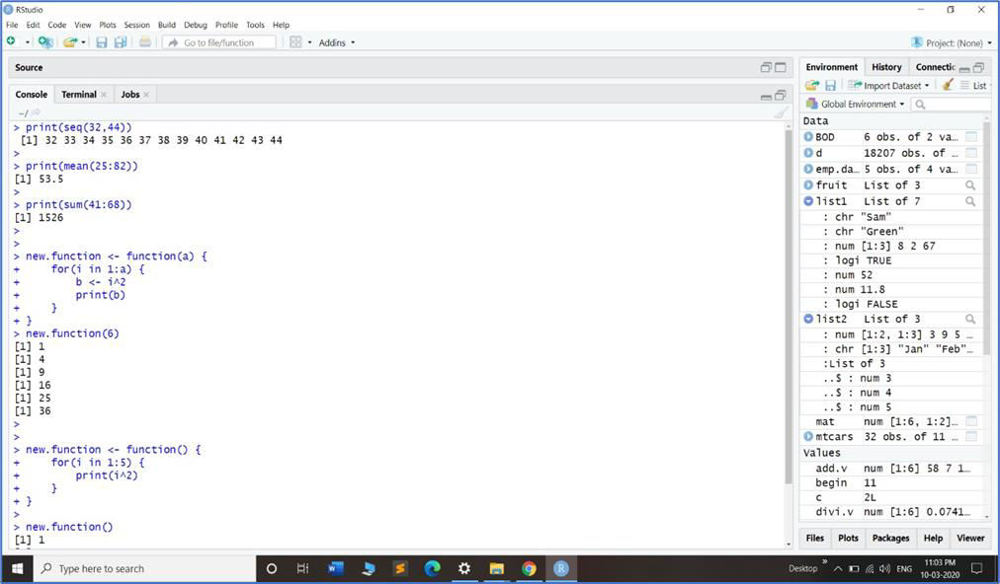 RStudio
File Edit Code View Plots Session Build Debug Profile Tools Help
Go to file/function Addins Project: (None)
Source
Console Terminal Jobs
~/
> print(seq(32,44))
[1] 32 33 34 35 36 37 38 39 40 41 42 43 44
>
> print(mean(25:82))
[1] 53.5
>
> print(sum(41:68))
[1] 1526
>
>
> new.function <- function(a) {
+ for(i in 1:a) {
+ b <- i^2
+ print(b)
+ }
+ }
> new.function(6)
[1] 1
[1] 4
[1] 9
[1] 16
[1] 25
[1] 36
>
>
> new.function <- function() {
+ for(i in 1:5) {
+ print(i^2)
+ }
+ }
>
> new.function()
[1] 1
Environment History Connectic
Import Dataset List
Global Environment
Data
BOD 6 obs. of 2 va…
d 18207 obs. of …
emp.da… 5 obs. of 4 va…
fruit List of 3
list1 List of 7
: chr "Sam"
: chr "Green"
: num [1:3] 8 2 67
: logi TRUE
: num 52
: num 11.8
: logi FALSE
list2 List of 3
: num [1:2, 1:3] 3 9 5 …
: chr [1:3] "Jan" "Feb"…
:List of 3
..$ : num 3
..$ : num 4
..$ : num 5
mat num [1:6, 1:2]…
mtcars 32 obs. of 11 …
Values
add.v num [1:6] 58 7 1…
begin 11
c 2L
divi.v num [1:6] 0.0741…
Files Plots Packages Help Viewer
Type here to search
Desktop » ENG 11:03 PM
10-03-2020